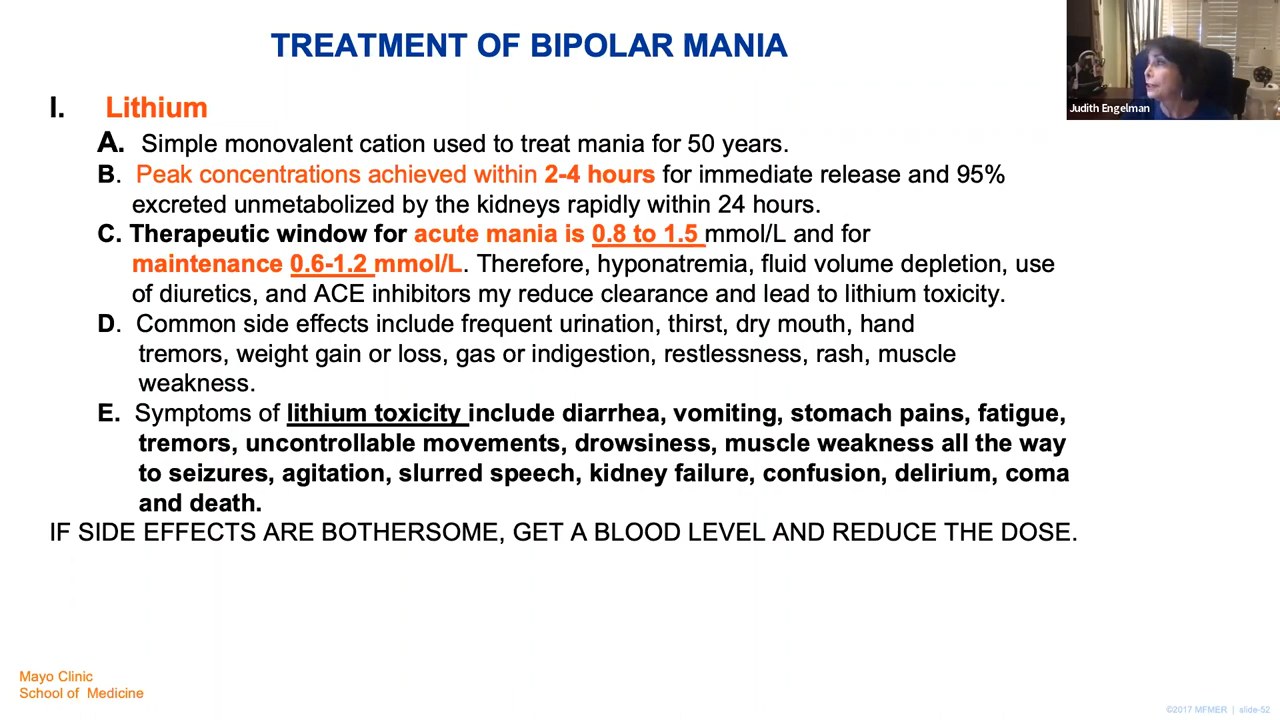 TREATMENT OF BIPOLAR MANIA
Judith Engelman
I. Lithium
A. Simple monovalent cation used to treat mania for 50 years.
B. Peak concentrations achieved within 2-4 hours for immediate release and 95%
excreted unmetabolized by the kidneys rapidly within 24 hours.
C. Therapeutic window for acute mania is 0.8 to 1.5 mmol/L and for
maintenance 0.6-1.2 mmol/L. Therefore, hyponatremia, fluid volume depletion, use
of diuretics, and ACE inhibitors my reduce clearance and lead to lithium toxicity.
D. Common side effects include frequent urination, thirst, dry mouth, hand
tremors, weight gain or loss, gas or indigestion, restlessness, rash, muscle
weakness.
E. Symptoms of lithium toxicity include diarrhea, vomiting, stomach pains, fatigue,
tremors, uncontrollable movements, drowsiness, muscle weakness all the way
to seizures, agitation, slurred speech, kidney failure, confusion, delirium, coma
and death.
IF SIDE EFFECTS ARE BOTHERSOME, GET A BLOOD LEVEL AND REDUCE THE DOSE.
Mayo Clinic
School of Medicine
©2017 MFMER | slide-52